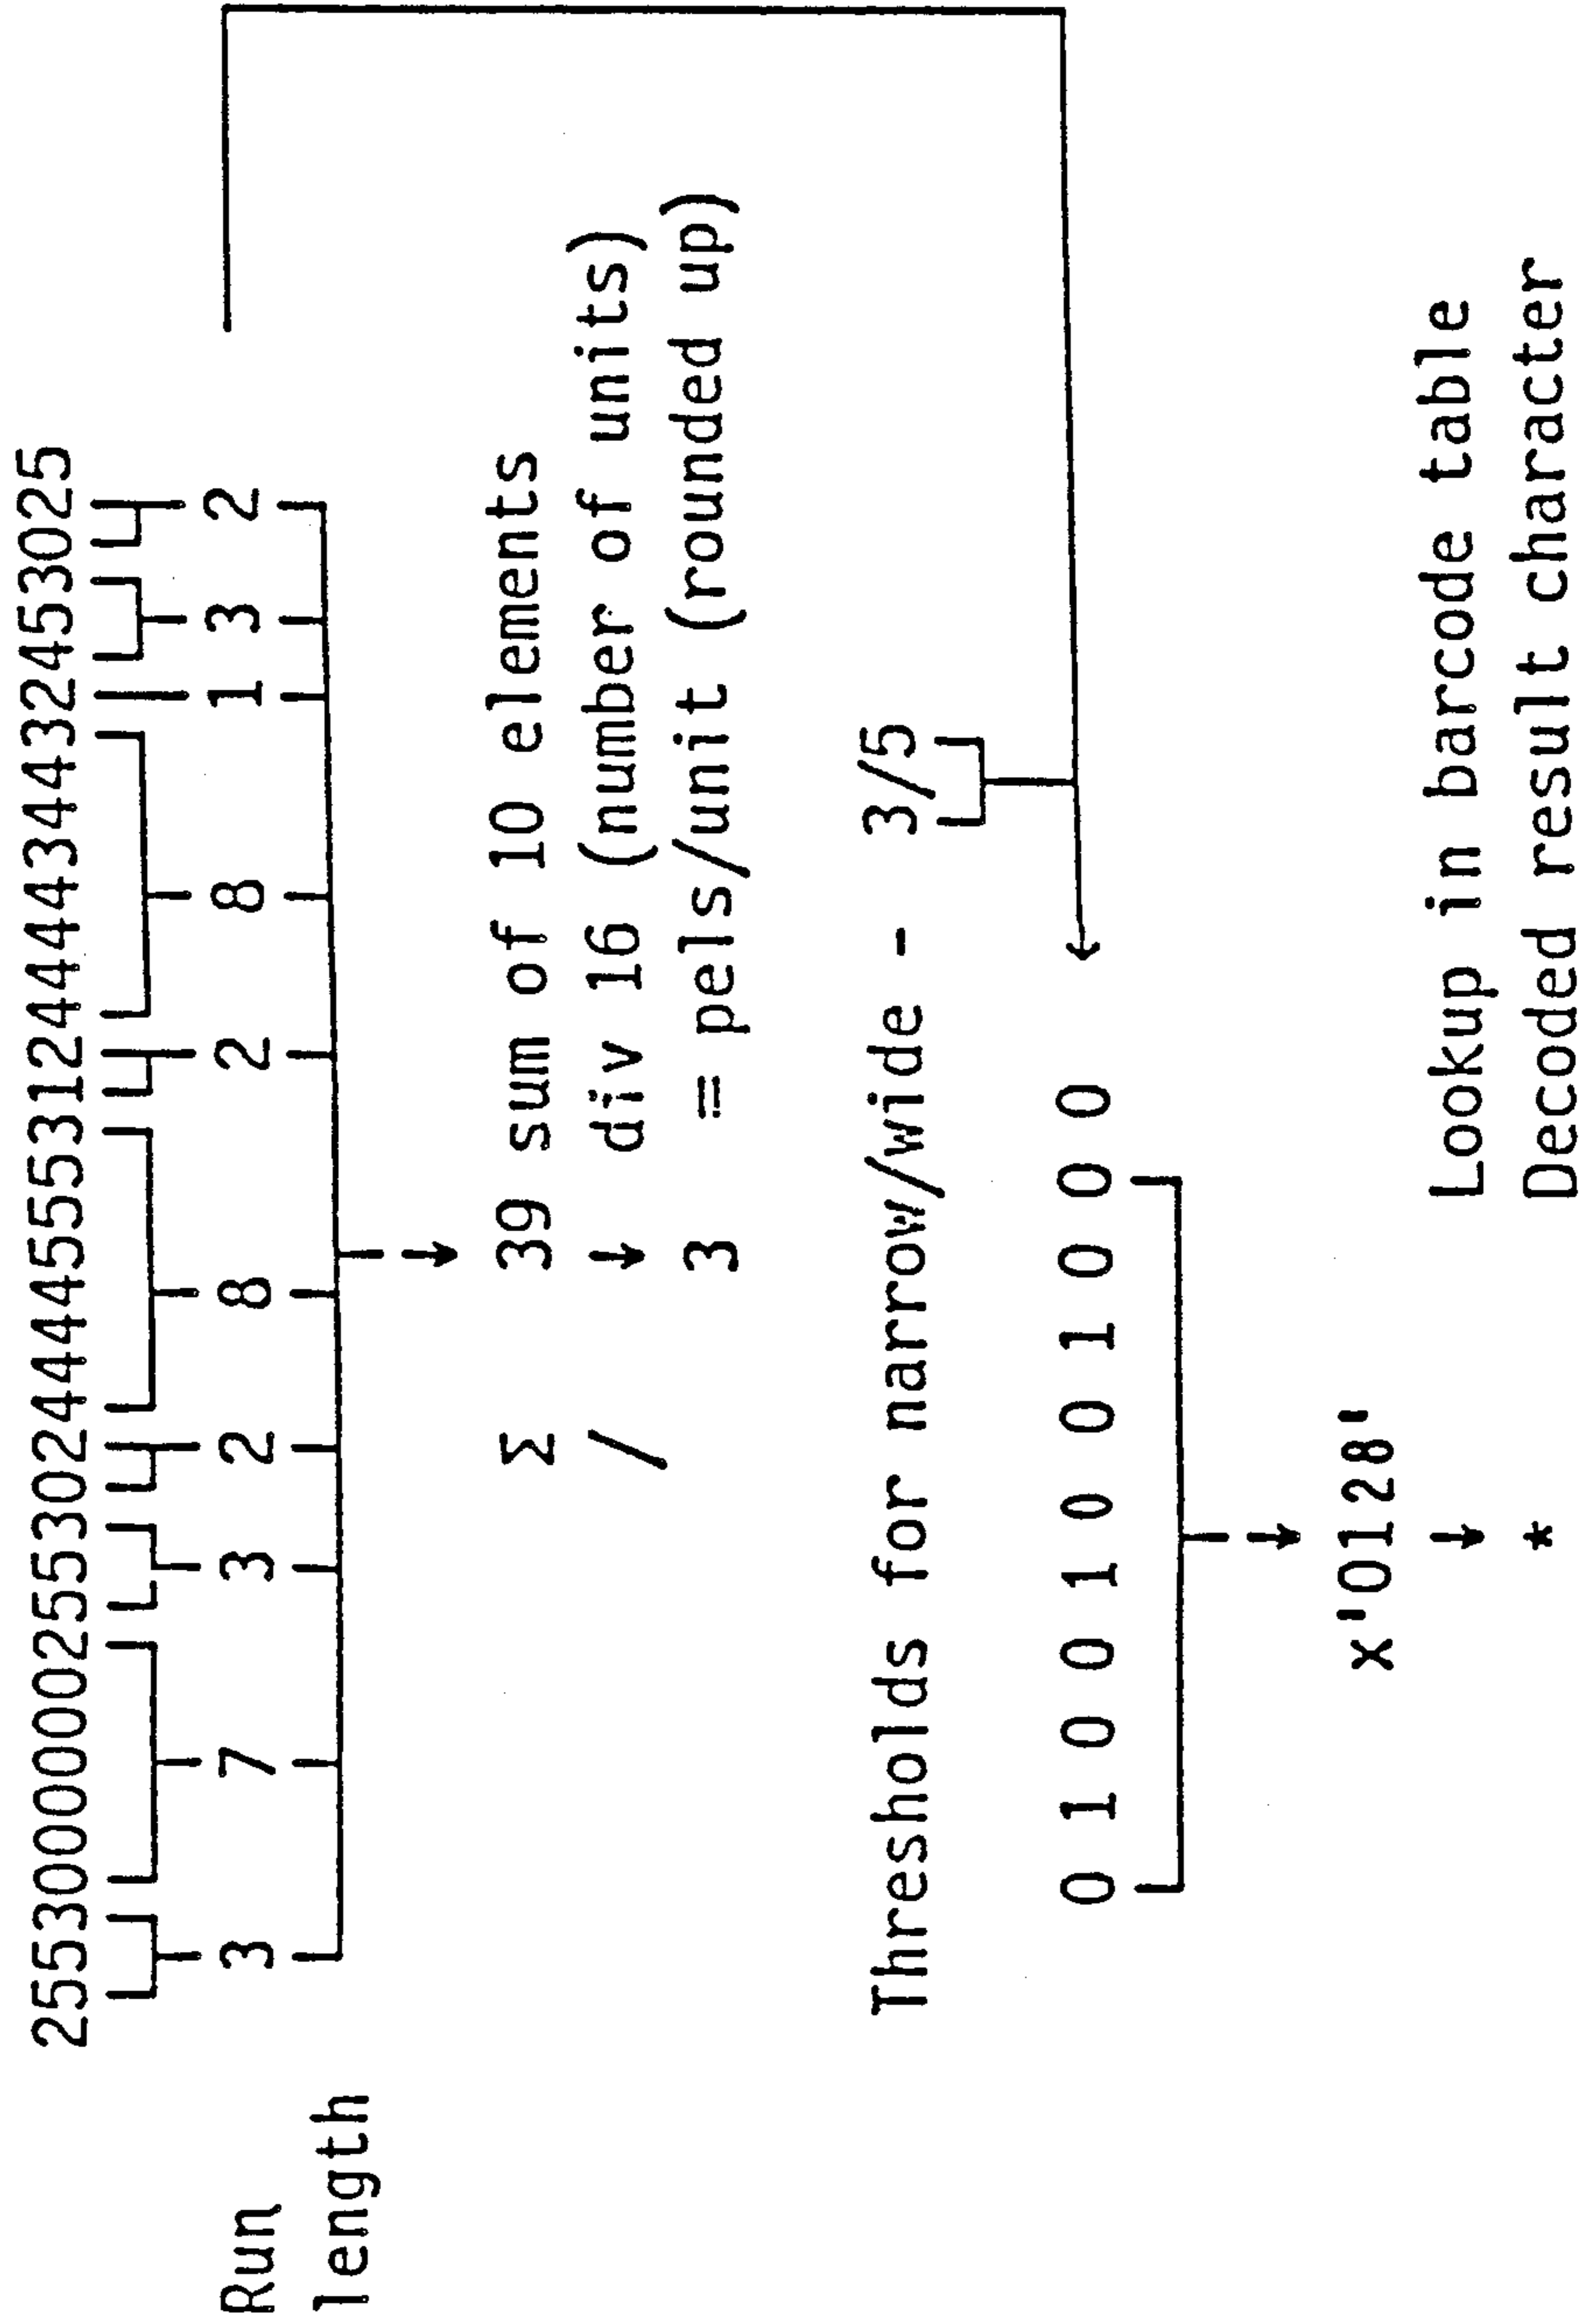 25530000002553024444555312444434432453025
Run length
3 7 3 2 8 2 8 1 3 2
Σ 39 sum of 10 elements
/ ↓ div 16 (number of units)
3 = pels/unit (rounded up)
Thresholds for narrow/wide - 3/5
0 1 0 0 1 0 0 1 0 0 0
x'0128'
Lookup in barcode table
* Decoded result character